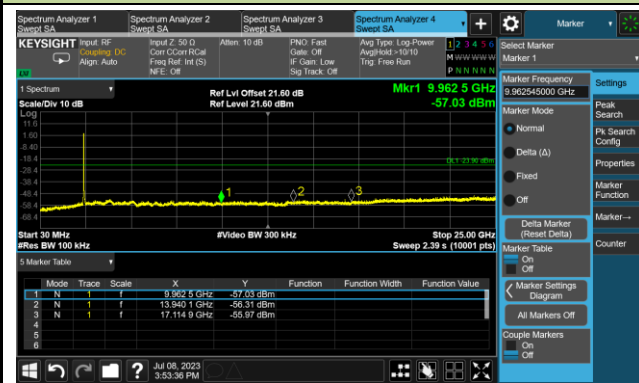 Spectrum Analyzer 1
Swept SA
Spectrum Analyzer 2
Swept SA
Spectrum Analyzer 3
Swept SA
Spectrum Analyzer 4
Swept SA
Marker
KEYSIGHT
Input: RF
Coupling: DC
Align: Auto
Input Z: 50 Ω
Corr CCorr RCal
Freq Ref: Int (S)
NFE: Off
Atten: 10 dB
PNO: Fast
Gate: Off
IF Gain: Low
Sig Track: Off
Avg Type: Log-Power
Avg|Hold:>10/10
Trig: Free Run
1 2 3 4 5 6
M W W W W W
P N N N N N
Select Marker
Marker 1
1 Spectrum
Scale/Div 10 dB
Log
Ref Lvl Offset 21.60 dB
Ref Level 21.60 dBm
Mkr1 9.962 5 GHz
-57.03 dBm
11.6
1.60
-8.40
-18.4
-28.4
-38.4
-48.4
-58.4
-68.4
1
2
3
Start 30 MHz
#Res BW 100 kHz
#Video BW 300 kHz
Stop 25.00 GHz
Sweep 2.39 s (10001 pts)
5 Marker Table
Mode Trace Scale X Y Function Function Width Function Value
1 N 1 f 9.962 5 GHz -57.03 dBm
2 N 1 f 13.940 1 GHz -56.31 dBm
3 N 1 f 17.114 9 GHz -55.97 dBm
4
5
6
Marker Frequency
9.962545000 GHz
Marker Mode
Normal
Delta (Δ)
Fixed
Off
Delta Marker
(Reset Delta)
Marker Table
On
Off
Marker Settings
Diagram
All Markers Off
Couple Markers
On
Off
Settings
Peak
Search
Pk Search
Config
Properties
Marker
Function
Marker→
Counter
Jul 08, 2023
3:53:36 PM